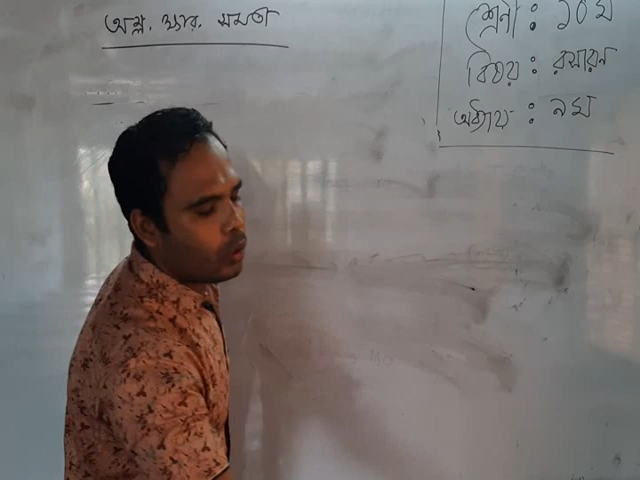 অম্ল, ক্ষার, সমতা
শ্রেণী : ১০ম
বিষয় : রসায়ন
অধ্যায় : ৯ম